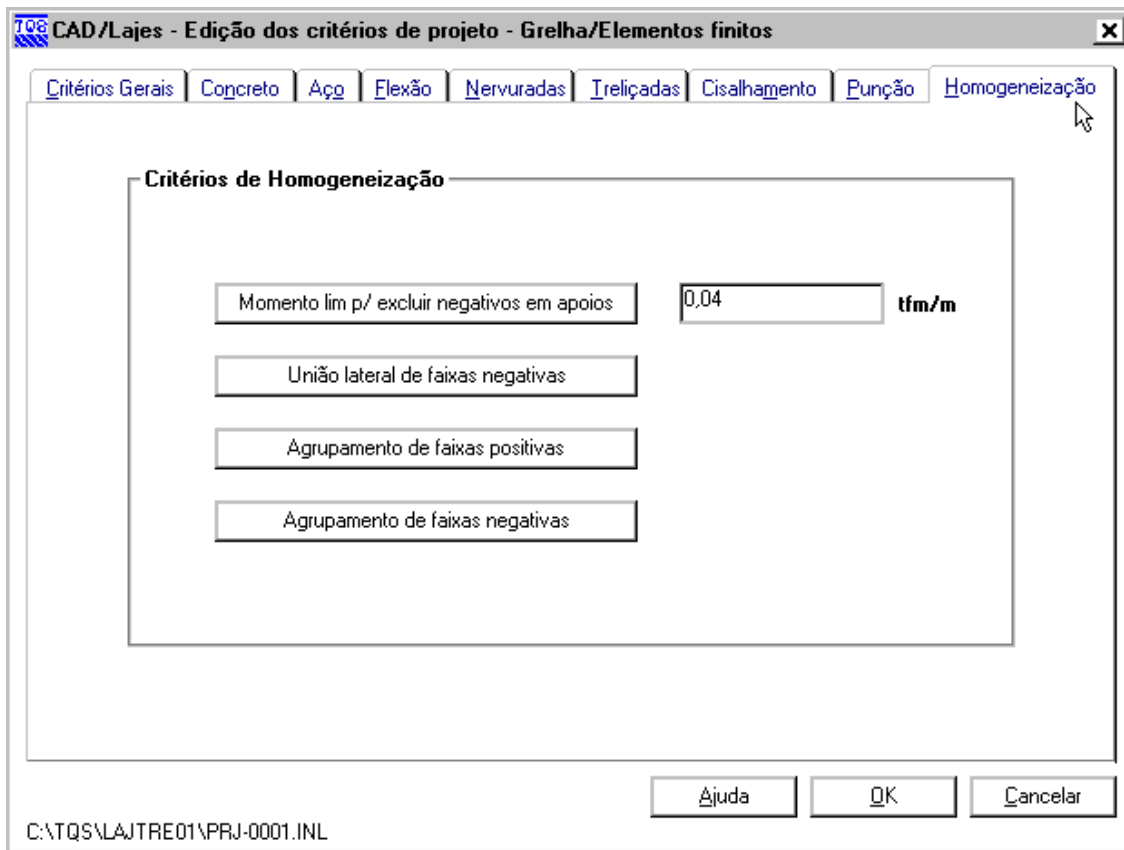 TQS CAD/Lajes - Edição dos critérios de projeto - Grelha/Elementos finitos
Critérios Gerais Concreto Aço Flexão Nervuradas Treliçadas Cisalhamento Punção Homogeneização
Critérios de Homogeneização
Momento lim p/ excluir negativos em apoios 0,04 tfm/m
União lateral de faixas negativas
Agrupamento de faixas positivas
Agrupamento de faixas negativas
Ajuda OK Cancelar
C:\TQS\LAJTRE01\PRJ-0001.INL